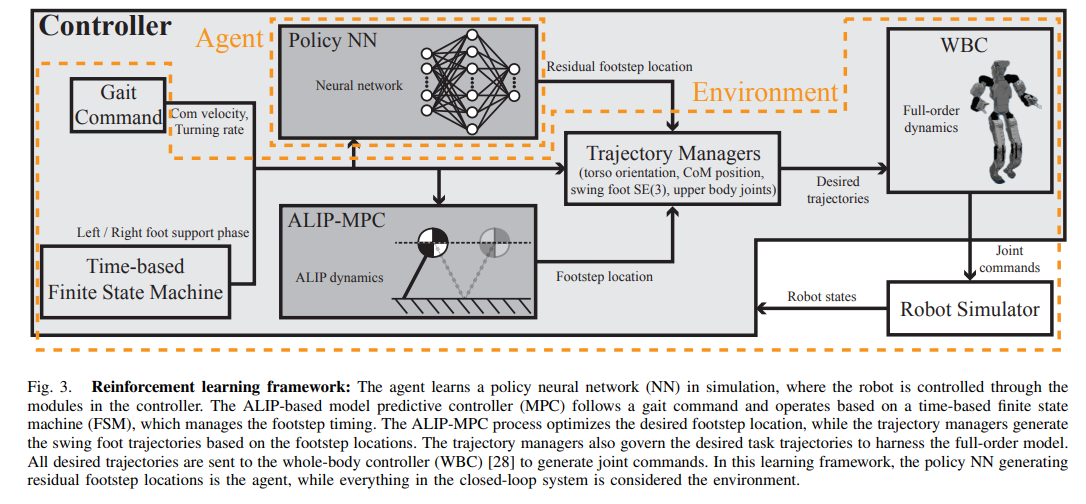 Controller
Agent
Policy NN
Neural network
Residual footstep location
Environment
WBC
Full-order
dynamics
Gait
Command
Com velocity,
Turning rate
Trajectory Managers
(torso orientation, CoM position,
swing foot SE(3), upper body joints)
Desired
trajectories
Left / Right foot support phase
Time-based
Finite State Machine
ALIP-MPC
ALIP dynamics
Footstep location
Joint
commands
Robot states
Robot Simulator
Fig. 3. Reinforcement learning framework: The agent learns a policy neural network (NN) in simulation, where the robot is controlled through the
modules in the controller. The ALIP-based model predictive controller (MPC) follows a gait command and operates based on a time-based finite state
machine (FSM), which manages the footstep timing. The ALIP-MPC process optimizes the desired footstep location, while the trajectory managers generate
the swing foot trajectories based on the footstep locations. The trajectory managers also govern the desired task trajectories to harness the full-order model.
All desired trajectories are sent to the whole-body controller (WBC) [28] to generate joint commands. In this learning framework, the policy NN generating
residual footstep locations is the agent, while everything in the closed-loop system is considered the environment.